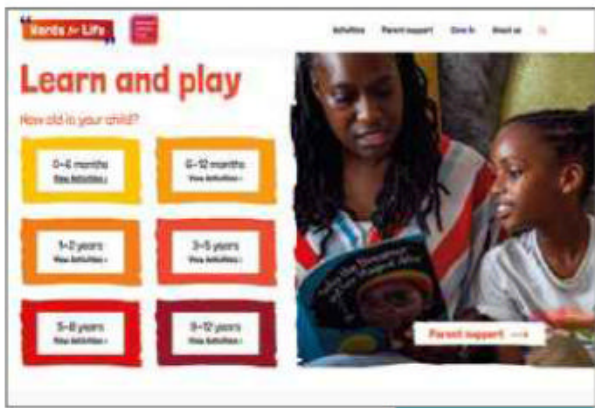 Words for Life
Activities Parent support Zone In About us
Learn and play
How old is your child?
0–6 months
View Activities ›
6–12 months
View Activities ›
1–2 years
View Activities ›
3–5 years
View Activities ›
5–8 years
View Activities ›
9–12 years
View Activities ›
Parent support